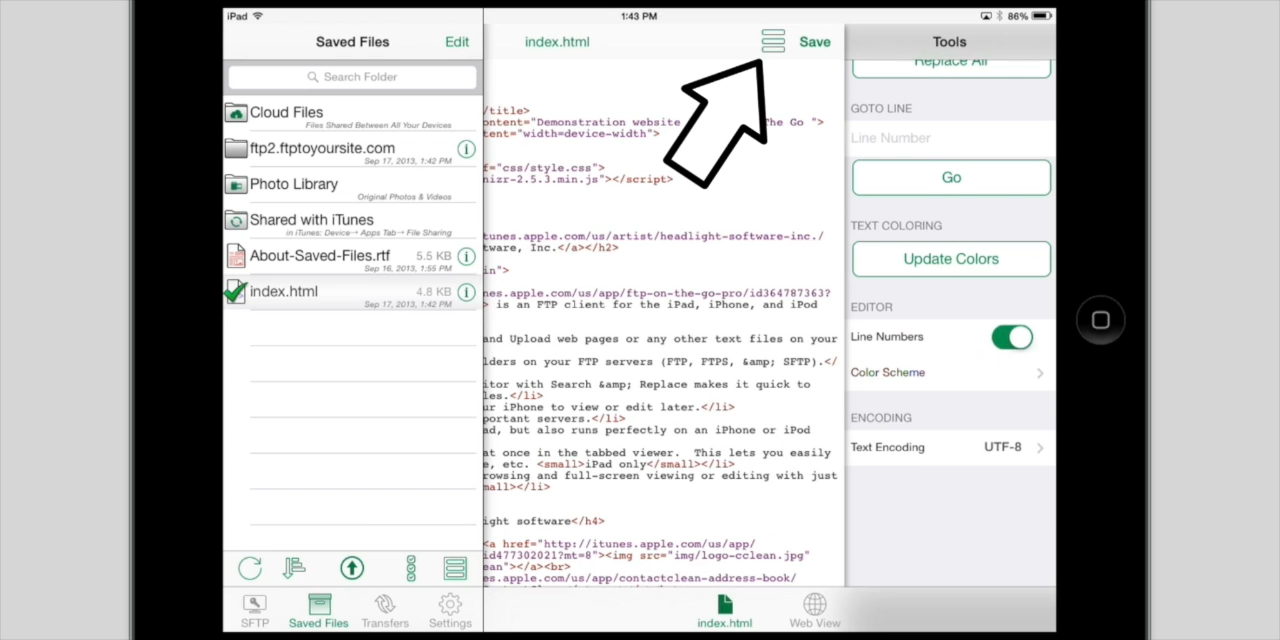 iPad
1:43 PM
86%
Saved Files
Edit
index.html
Save
Tools
Search Folder
Replace All
Cloud Files
Files Shared Between All Your Devices
ftp2.ftptoyoursite.com
Sep 17, 2013, 1:42 PM
Photo Library
Original Photos & Videos
Shared with iTunes
in iTunes: Device→ Apps Tab→ File Sharing
About-Saved-Files.rtf
5.5 KB
Sep 16, 2013, 1:55 PM
index.html
4.8 KB
Sep 17, 2013, 1:42 PM
/title>
ontent="Demonstration website The Go ">
tent="width=device-width">
f="css/style.css">
nizr-2.5.3.min.js"></script>
tunes.apple.com/us/artist/headlight-software-inc./
tware, Inc.</a></h2>
in">
nes.apple.com/us/app/ftp-on-the-go-pro/id364787363?
> is an FTP client for the iPad, iPhone, and iPod
and Upload web pages or any other text files on your
lders on your FTP servers (FTP, FTPS, &amp; SFTP).</
itor with Search &amp; Replace makes it quick to
les.</li>
ur iPhone to view or edit later.</li>
portant servers.</li>
ad, but also runs perfectly on an iPhone or iPod
at once in the tabbed viewer.  This lets you easily
e, etc. <small>iPad only</small></li>
rowsing and full-screen viewing or editing with just
mall></li>
ight software</h4>
<a href="http://itunes.apple.com/us/app/
id477302021?mt=8"><img src="img/logo-cclean.jpg"
ean"></a><br>
es.apple.com/us/app/contactclean-address-book/
GOTO LINE
Line Number
Go
TEXT COLORING
Update Colors
EDITOR
Line Numbers
Color Scheme
ENCODING
Text Encoding
UTF-8
SFTP
Saved Files
Transfers
Settings
index.html
Web View